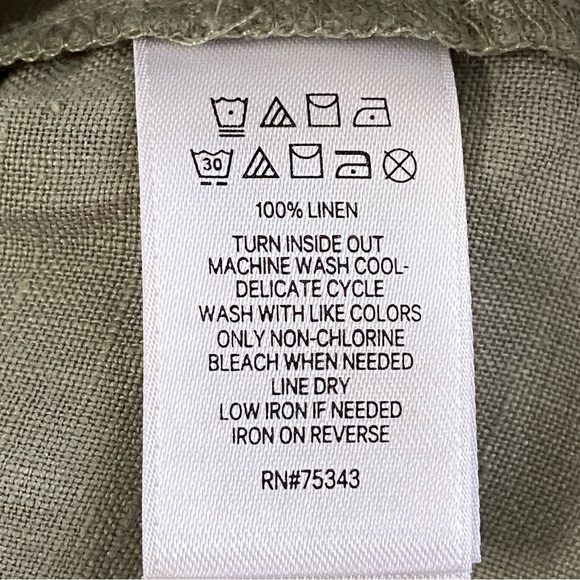 30
100% LINEN
TURN INSIDE OUT
MACHINE WASH COOL-
DELICATE CYCLE
WASH WITH LIKE COLORS
ONLY NON-CHLORINE
BLEACH WHEN NEEDED
LINE DRY
LOW IRON IF NEEDED
IRON ON REVERSE
RN#75343